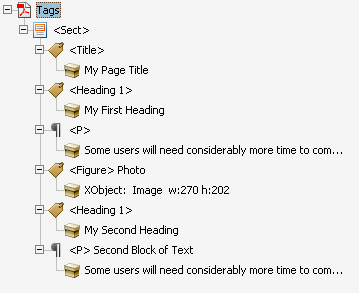 Tags
<Sect>
<Title>
My Page Title
<Heading 1>
My First Heading
<P>
Some users will need considerably more time to com...
<Figure> Photo
XObject: Image w:270 h:202
<Heading 1>
My Second Heading
<P> Second Block of Text
Some users will need considerably more time to com...